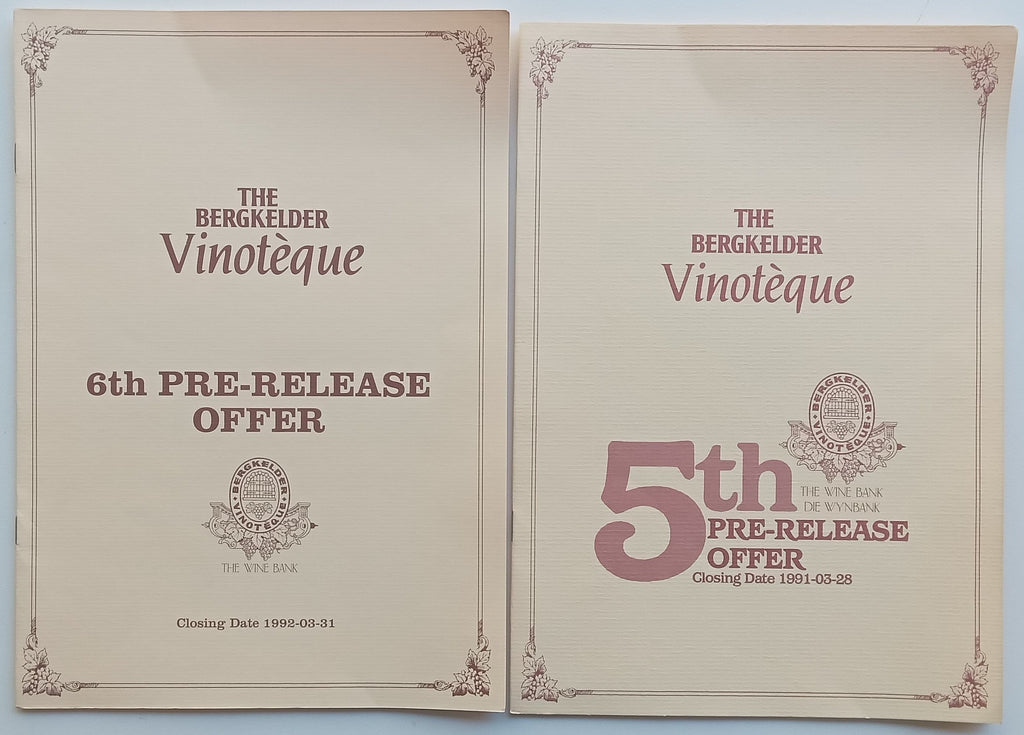 THE
BERGKELDER
Vinotèque
6th PRE-RELEASE
OFFER
BERGKELDER
VINOTEQUE
THE WINE BANK
Closing Date 1992-03-31
THE
BERGKELDER
Vinotèque
BERGKELDER
VINOTEQUE
THE WINE BANK
DIE WYNBANK
5th
PRE-RELEASE
OFFER
Closing Date 1991-03-28